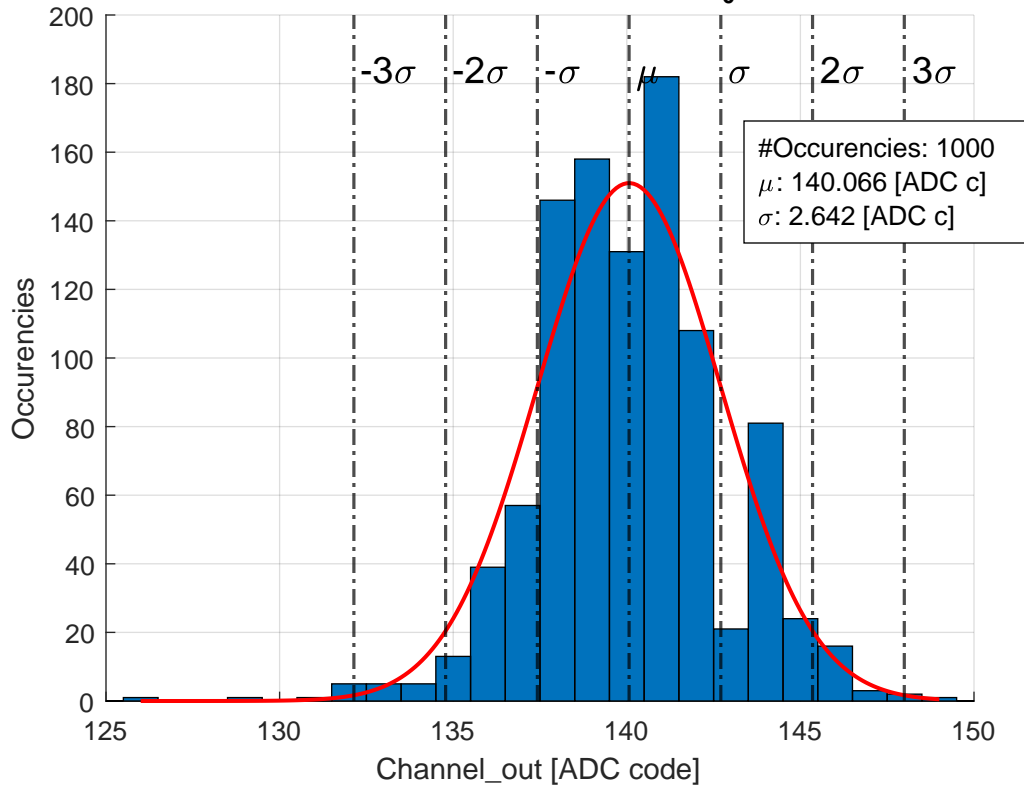 200
180
160
140
120
100
80
60
40
20
0
-3σ
-2σ
-σ
μ
σ
2σ
3σ
#Occurencies: 1000
μ: 140.066 [ADC c]
σ: 2.642 [ADC c]
Occurencies
125
130
135
140
145
150
Channel_out [ADC code]